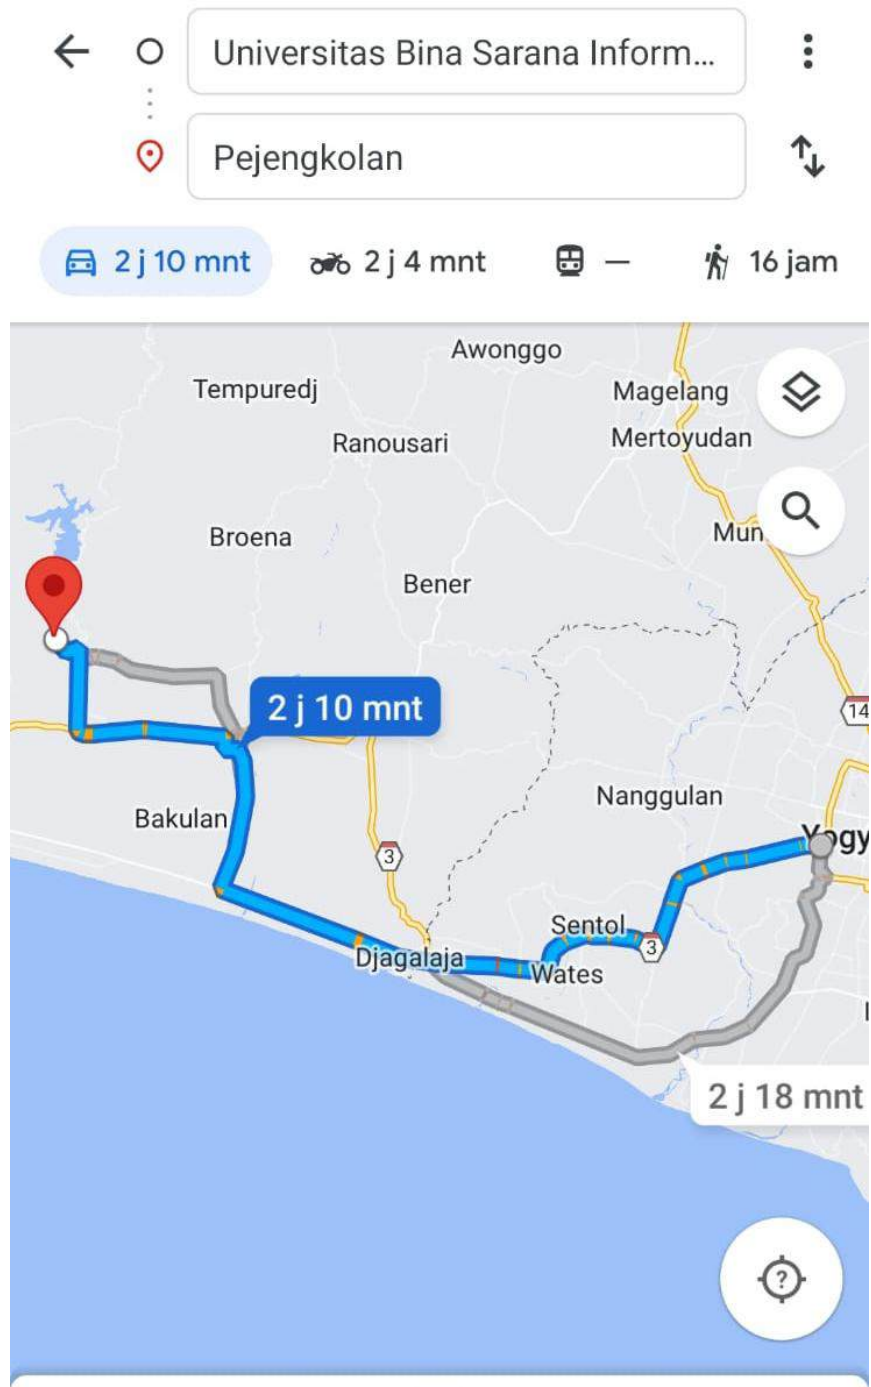 Universitas Bina Sarana Inform...
Pejengkolan
2 j 10 mnt
2 j 4 mnt
—
16 jam
Awonggo
Tempuredj
Magelang
Ranousari
Mertoyudan
Broena
Mun
Bener
2 j 10 mnt
14
Bakulan
Nanggulan
3
Yogy
Sentol
3
Djagalaja
Wates
2 j 18 mnt
?